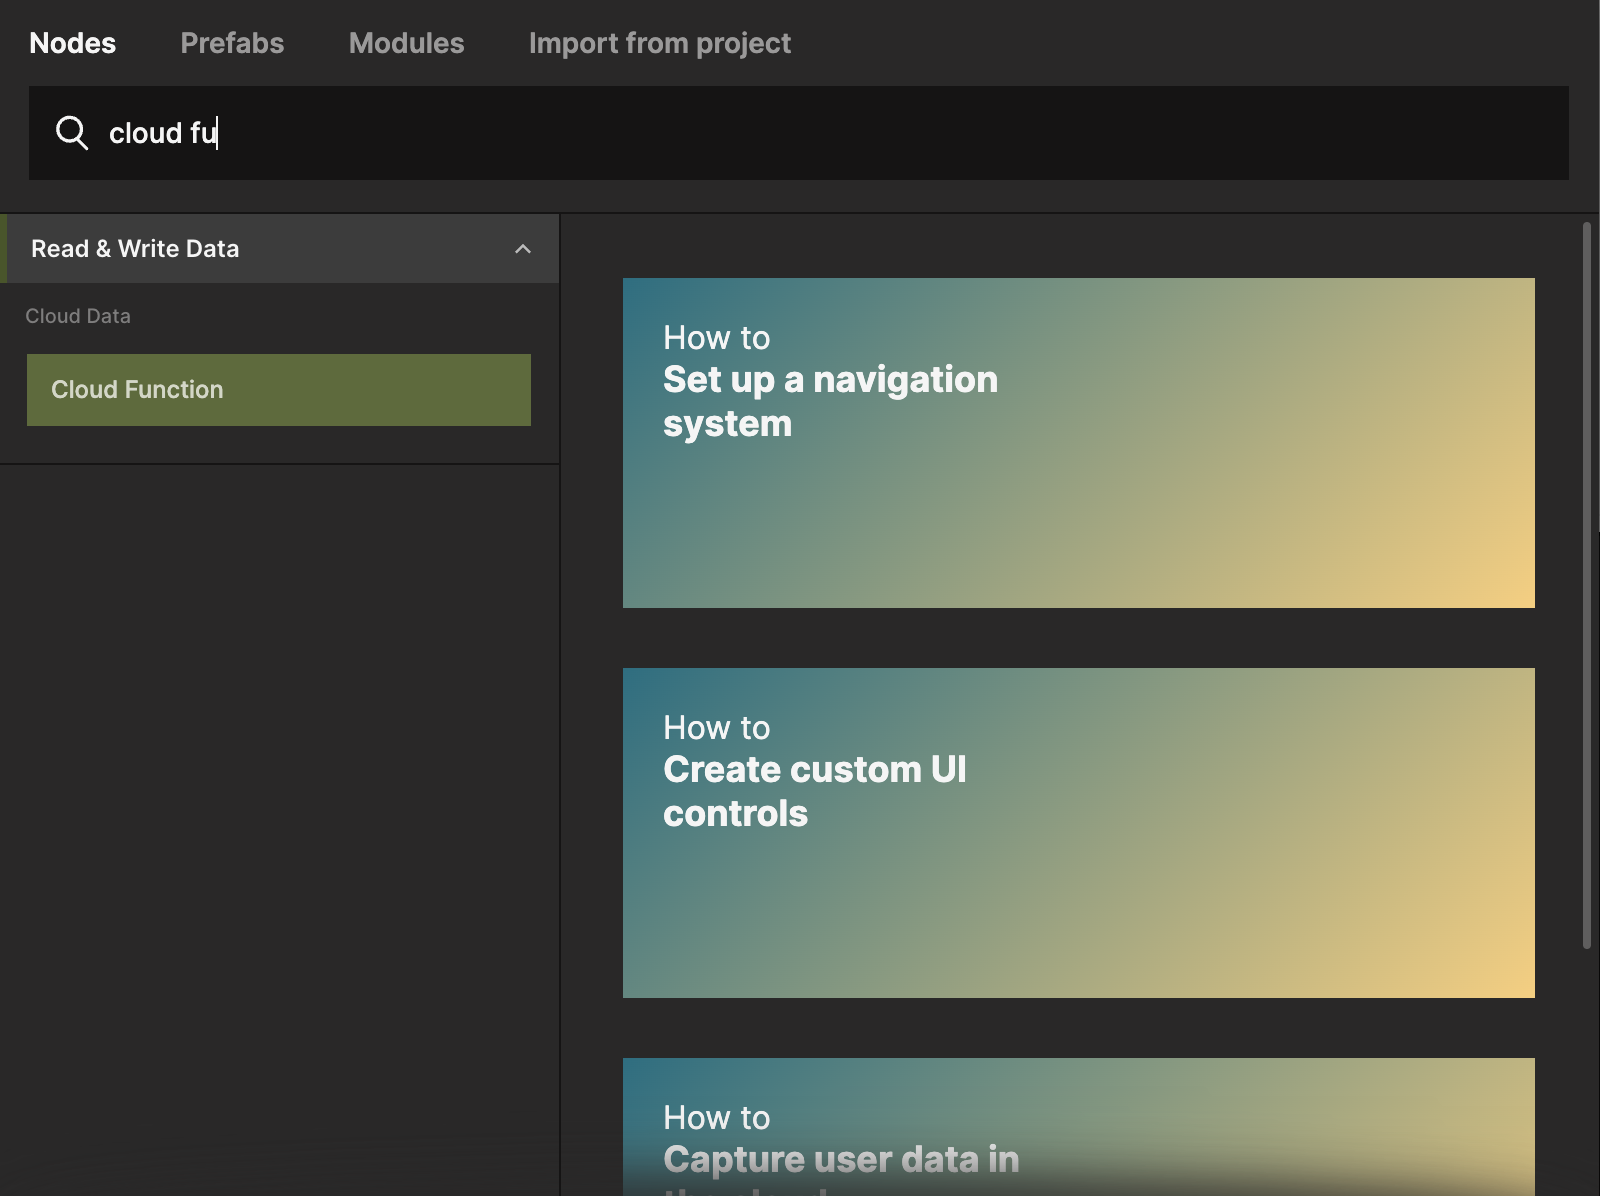 Nodes Prefabs Modules Import from project
cloud fu
Read & Write Data
Cloud Data
Cloud Function
How to
Set up a navigation
system
How to
Create custom UI
controls
How to
Capture user data in